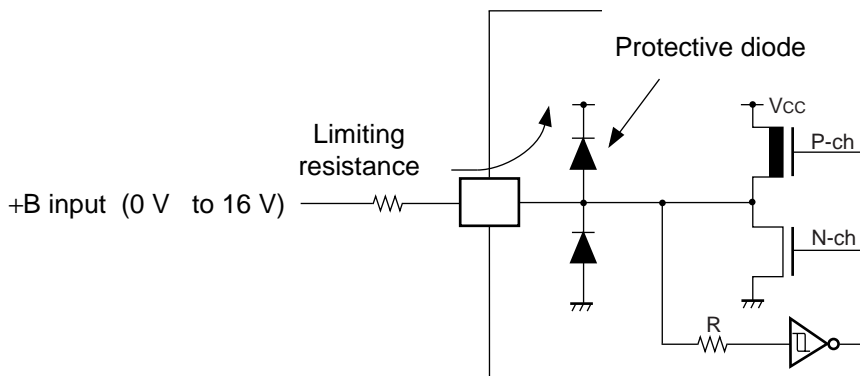 Protective diode
VCC
Limiting
resistance
P-ch
+B input (0 V to 16 V)
N-ch
R